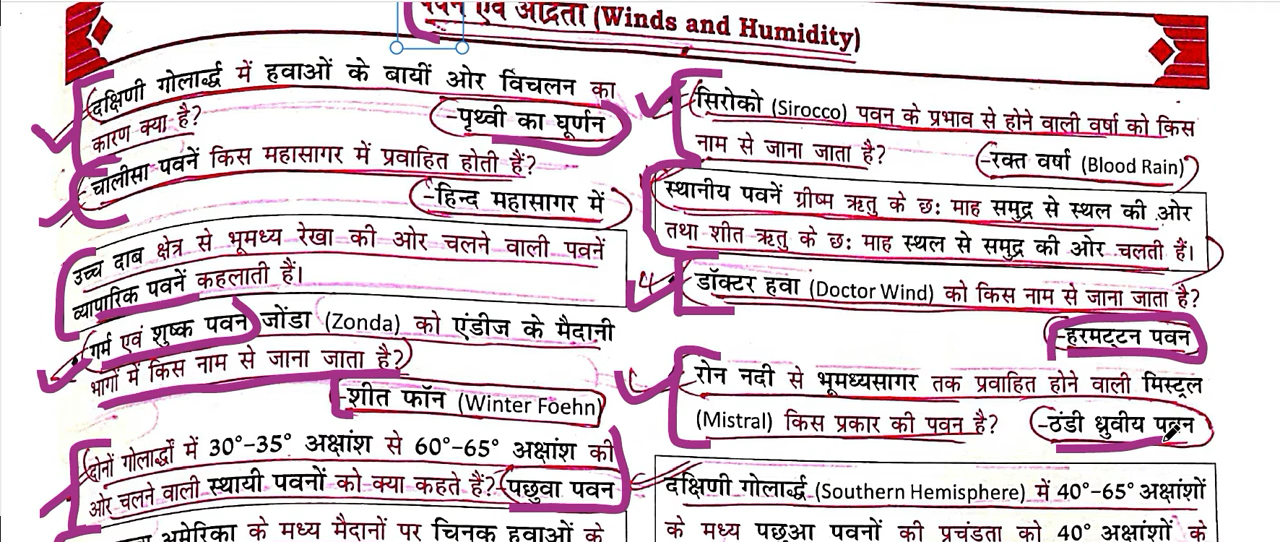 पवन एवं आर्द्रता (Winds and Humidity)
दक्षिणी गोलार्द्ध में हवाओं के बायीं ओर विचलन का
कारण क्या है?
-पृथ्वी का घूर्णन
चालीसा पवनें किस महासागर में प्रवाहित होती हैं?
-हिन्द महासागर में
उच्च दाब क्षेत्र से भूमध्य रेखा की ओर चलने वाली पवनें
व्यापारिक पवनें कहलाती हैं।
गर्म एवं शुष्क पवन जोंडा (Zonda) को एंडीज के मैदानी
भागों में किस नाम से जाना जाता है?
-शीत फॉन (Winter Foehn)
दोनों गोलार्द्धों में 30°-35° अक्षांश से 60°-65° अक्षांश की
ओर चलने वाली स्थायी पवनों को क्या कहते हैं? पछुवा पवन
अमेरिका के मध्य मैदानों पर चिनूक हवाओं के
सिरोको (Sirocco) पवन के प्रभाव से होने वाली वर्षा को किस
नाम से जाना जाता है?
-रक्त वर्षा (Blood Rain)
स्थानीय पवनें ग्रीष्म ऋतु के छः माह समुद्र से स्थल की ओर
तथा शीत ऋतु के छः माह स्थल से समुद्र की ओर चलती हैं।
डॉक्टर हवा (Doctor Wind) को किस नाम से जाना जाता है?
-हरमट्टन पवन
रोन नदी से भूमध्यसागर तक प्रवाहित होने वाली मिस्ट्रल
(Mistral) किस प्रकार की पवन है? -ठंडी ध्रुवीय पवन
दक्षिणी गोलार्द्ध (Southern Hemisphere) में 40°-65° अक्षांशों
के मध्य पछुआ पवनों की प्रचंडता को 40° अक्षांशों के